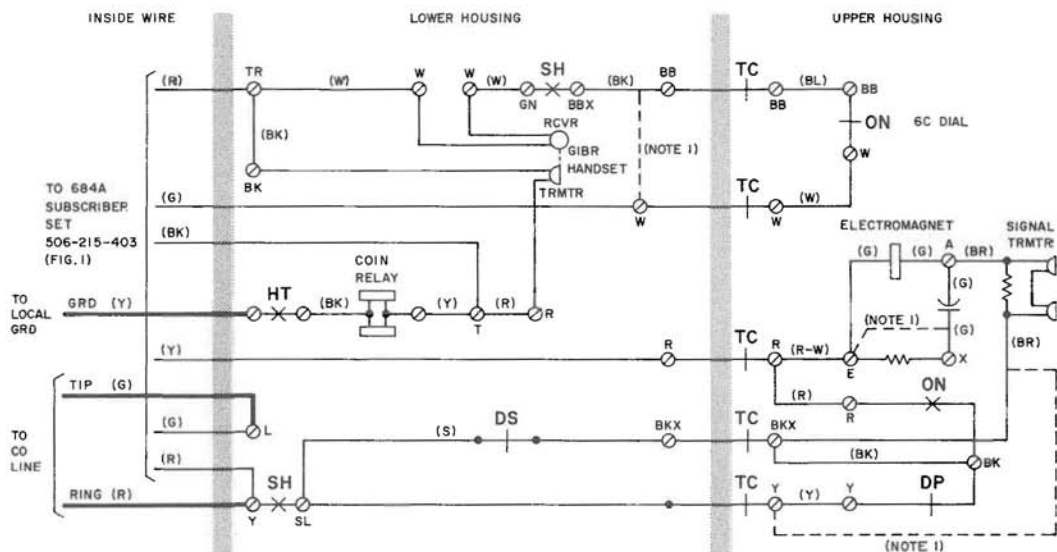 INSIDE WIRE LOWER HOUSING UPPER HOUSING
(R) TR (W) W W (W) SH (BK) BB TC (BL)
GN BBX BB BB
RCVR ON 6C DIAL
(BK) GIBR (NOTE 1)
HANDSET W
BK TRMTR
TO 684A
SUBSCRIBER
SET
506-215-403
(FIG. 1)
(G) TC (W)
W W
(BK) ELECTROMAGNET SIGNAL
TRMTR
(G) (G) A (BR)
COIN
RELAY (G)
TO
LOCAL
GRD
GRD (Y) HT (BK) (Y) (R) R
T (NOTE 1) (G)
(Y) R TC R (R-W) (BR)
E X
TIP (G) (R) ON
R
(G) L DS TC
TO
CO
LINE
(S) BKX BKX
(R) SH (BK) BK
RING (R) TC Y (Y) Y DP
Y SL
(NOTE 1)